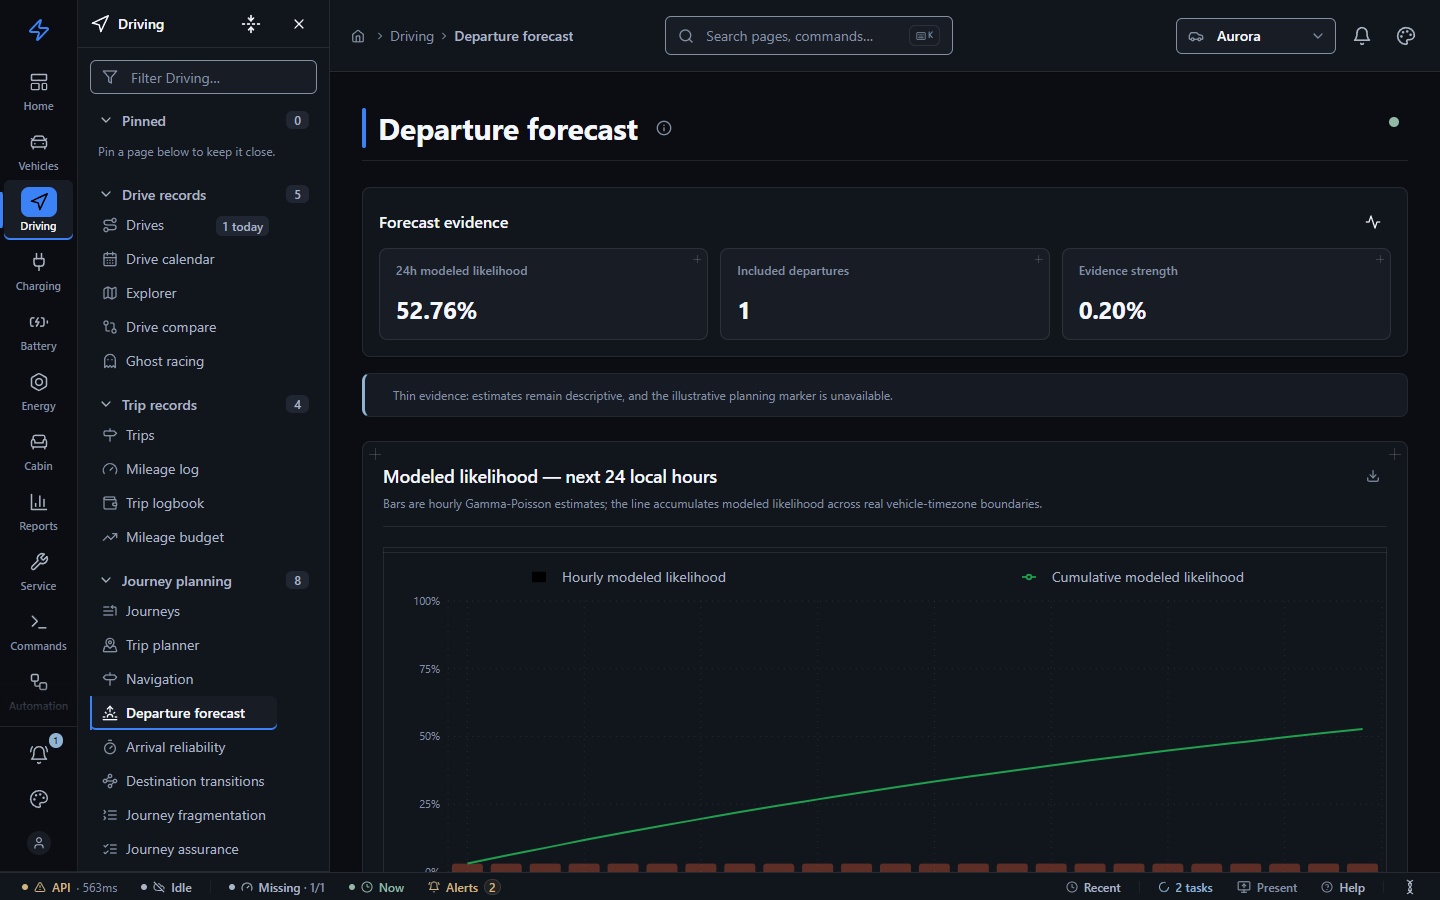 Driving
Departure forecast
Driving
Search pages, commands...
K
Aurora
Home
Vehicles
Driving
Charging
Battery
Energy
Cabin
Reports
Service
Commands
Automation
1
Filter Driving...
Pinned 0
Pin a page below to keep it close.
Drive records 5
Drives 1 today
Drive calendar
Explorer
Drive compare
Ghost racing
Trip records 4
Trips
Mileage log
Trip logbook
Mileage budget
Journey planning 8
Journeys
Trip planner
Navigation
Departure forecast
Arrival reliability
Destination transitions
Journey fragmentation
Journey assurance
Departure forecast
Forecast evidence
24h modeled likelihood
52.76%
Included departures
1
Evidence strength
0.20%
Thin evidence: estimates remain descriptive, and the illustrative planning marker is unavailable.
Modeled likelihood — next 24 local hours
Bars are hourly Gamma-Poisson estimates; the line accumulates modeled likelihood across real vehicle-timezone boundaries.
Hourly modeled likelihood
Cumulative modeled likelihood
100%
75%
50%
25%
0%
API · 563ms
Idle
Missing · 1/1
Now
Alerts 2
Recent
2 tasks
Present
Help